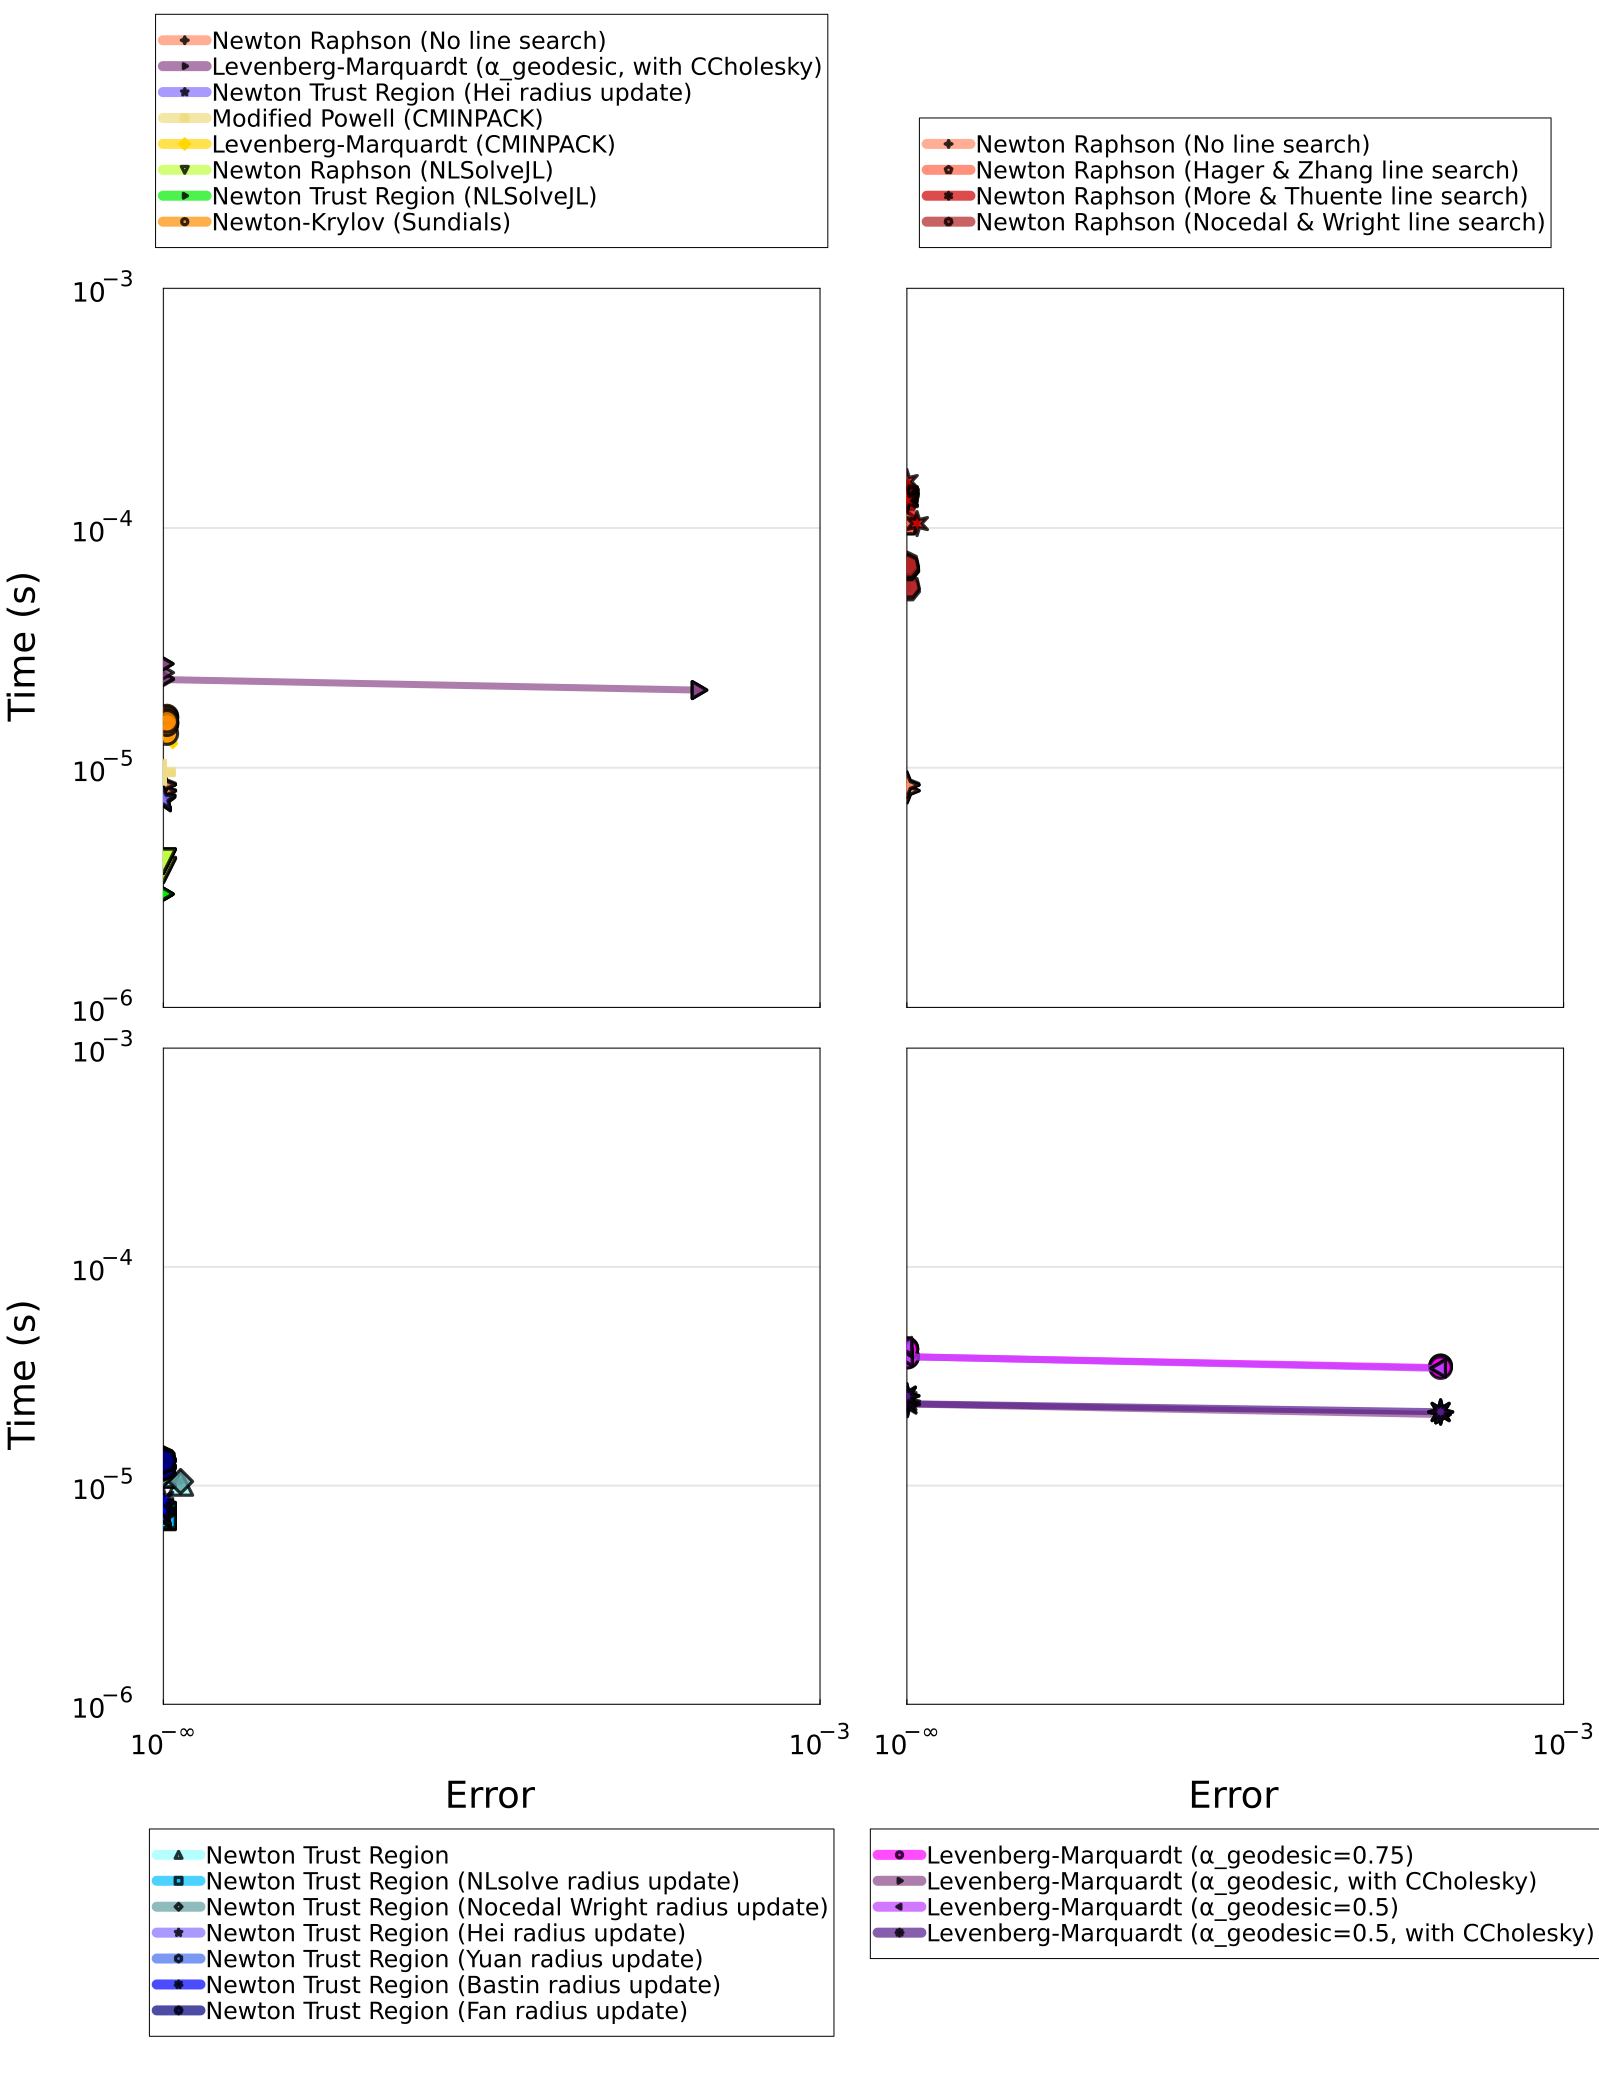 Newton Raphson (No line search)
Levenberg-Marquardt (α_geodesic, with CCholesky)
Newton Trust Region (Hei radius update)
Modified Powell (CMINPACK)
Levenberg-Marquardt (CMINPACK)
Newton Raphson (NLSolveJL)
Newton Trust Region (NLSolveJL)
Newton-Krylov (Sundials)
Newton Raphson (No line search)
Newton Raphson (Hager & Zhang line search)
Newton Raphson (More & Thuente line search)
Newton Raphson (Nocedal & Wright line search)
10⁻³
10⁻⁴
10⁻⁵
10⁻⁶
Time (s)
10⁻³
10⁻⁴
10⁻⁵
10⁻⁶
Time (s)
10^−∞
10⁻³
10^−∞
10⁻³
Error
Error
Newton Trust Region
Newton Trust Region (NLsolve radius update)
Newton Trust Region (Nocedal Wright radius update)
Newton Trust Region (Hei radius update)
Newton Trust Region (Yuan radius update)
Newton Trust Region (Bastin radius update)
Newton Trust Region (Fan radius update)
Levenberg-Marquardt (α_geodesic=0.75)
Levenberg-Marquardt (α_geodesic, with CCholesky)
Levenberg-Marquardt (α_geodesic=0.5)
Levenberg-Marquardt (α_geodesic=0.5, with CCholesky)